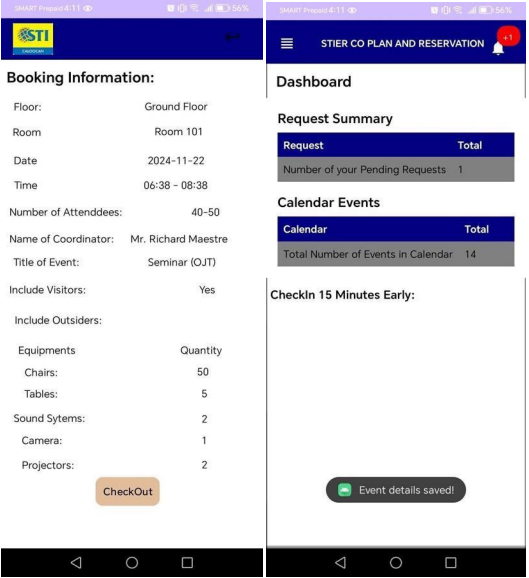 SMART Prepaid 4:11
56%
STI
CALOOCAN
Booking Information:
Floor: Ground Floor
Room Room 101
Date 2024-11-22
Time 06:38 - 08:38
Number of Attenddees: 40-50
Name of Coordinator: Mr. Richard Maestre
Title of Event: Seminar (OJT)
Include Visitors: Yes
Include Outsiders:
Equipments Quantity
Chairs: 50
Tables: 5
Sound Sytems: 2
Camera: 1
Projectors: 2
CheckOut
SMART Prepaid 4:11
56%
STIER CO PLAN AND RESERVATION
+1
Dashboard
Request Summary
Request Total
Number of your Pending Requests 1
Calendar Events
Calendar Total
Total Number of Events in Calendar 14
CheckIn 15 Minutes Early:
Event details saved!